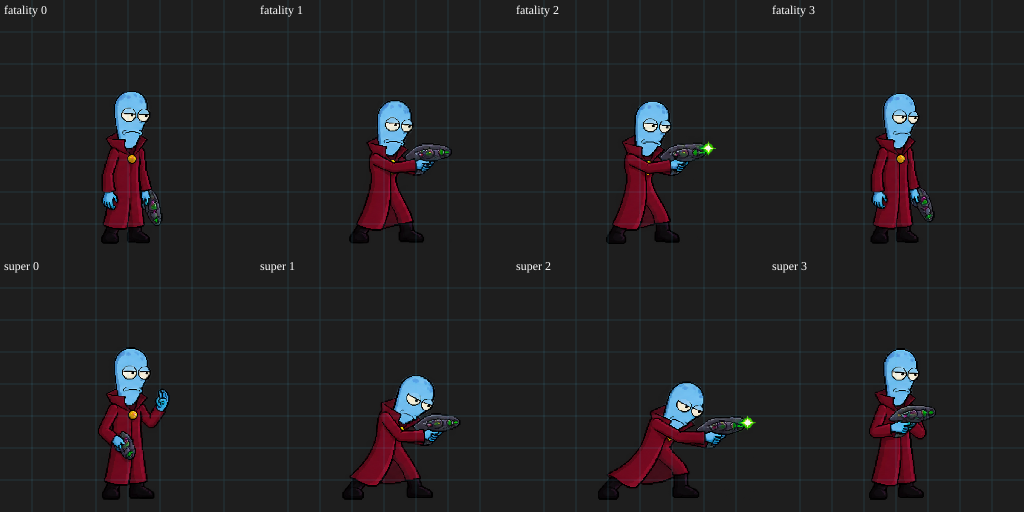 fatality 0
fatality 1
fatality 2
fatality 3
super 0
super 1
super 2
super 3